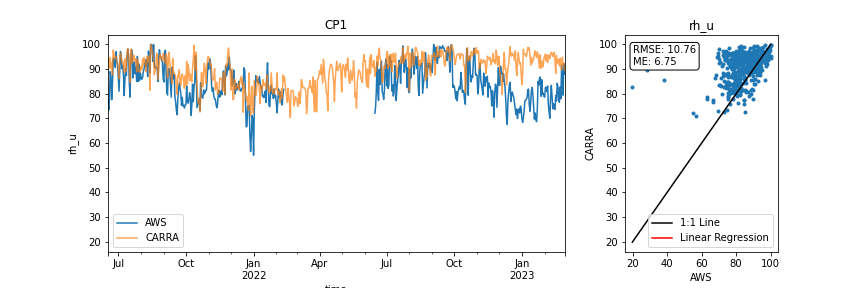 CP1
rh_u
100
90
80
70
60
50
40
30
20
AWS
CARRA
Jul
Oct
Jan
2022
Apr
Jul
Oct
Jan
2023
time
rh_u
CARRA
100
90
80
70
60
50
40
30
20
RMSE: 10.76
ME: 6.75
1:1 Line
Linear Regression
20
40
60
80
100
AWS